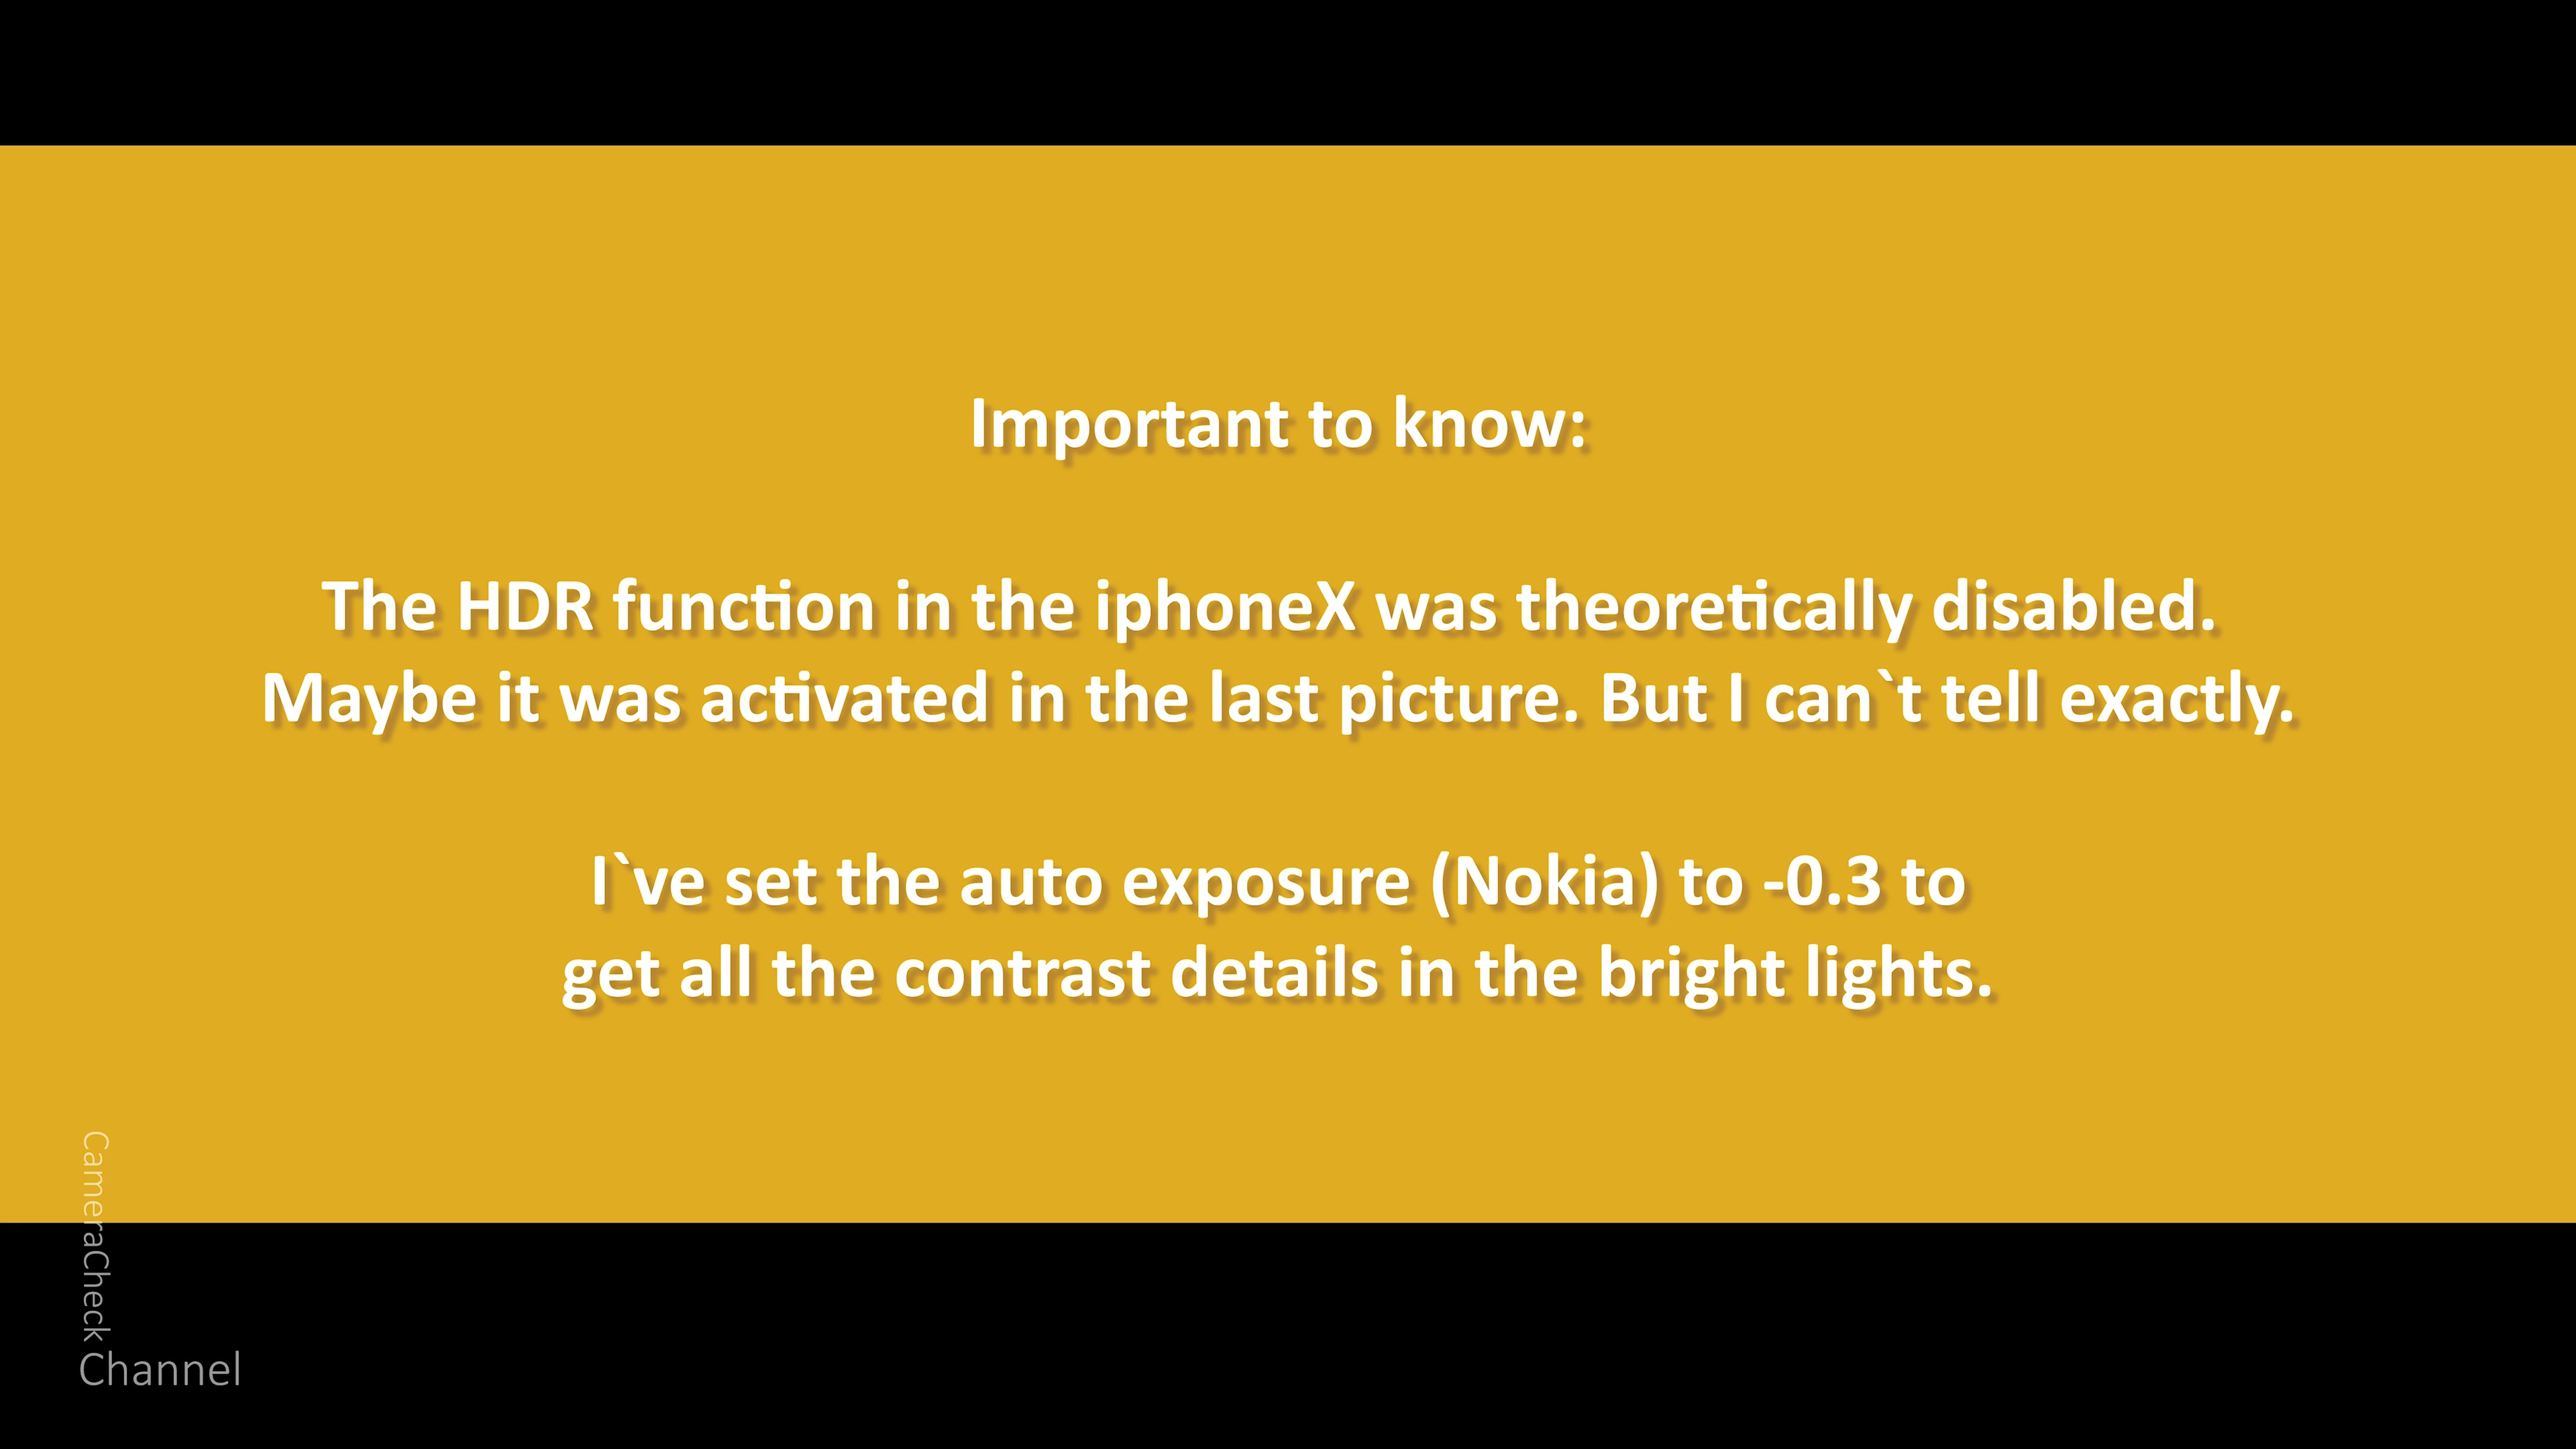 Important to know:
The HDR function in the iphoneX was theoretically disabled.
Maybe it was activated in the last picture. But I can`t tell exactly.
I`ve set the auto exposure (Nokia) to -0.3 to
get all the contrast details in the bright lights.
CameraCheck
Channel